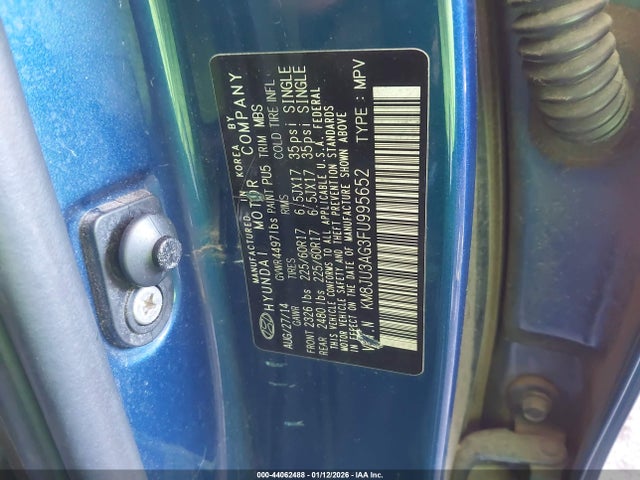 MANUFACTURED IN KOREA BY
HYUNDAI MOTOR COMPANY
AUG/27/14 GVWR4497lbs PAINT PU5 TRIM MBS
GAWR TIRES RIMS COLD TIRE INFL.
FRONT 2326 lbs 225/60R17 6.5JX17 35psi SINGLE
REAR 2480 lbs 225/60R17 6.5JX17 35psi SINGLE
THIS VEHICLE CONFORMS TO ALL APPLICABLE U.S.A. FEDERAL
MOTOR VEHICLE SAFETY AND THEFT PREVENTION STANDARDS
IN EFFECT ON THE DATE OF MANUFACTURE SHOWN ABOVE
V.I.N KM8JU3AG3FU995652 TYPE : MPV
000-44062488 - 01/12/2026 - IAA Inc.